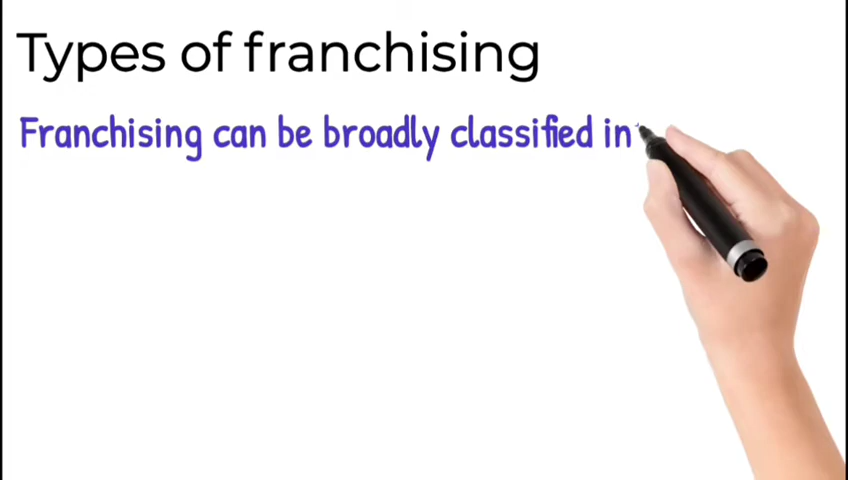 Types of franchising
Franchising can be broadly classified in